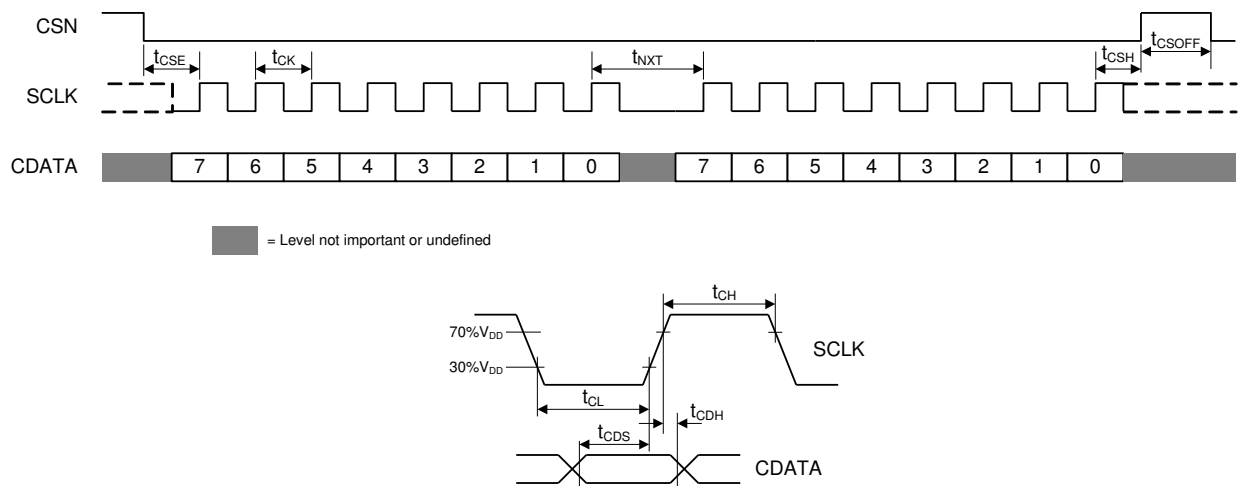 CSN
tCSE tCK tNXT tCSH tCSOFF
SCLK
CDATA 7 6 5 4 3 2 1 0 7 6 5 4 3 2 1 0
= Level not important or undefined
tCH
70%VDD
SCLK
30%VDD
tCL
tCDH
tCDS
CDATA